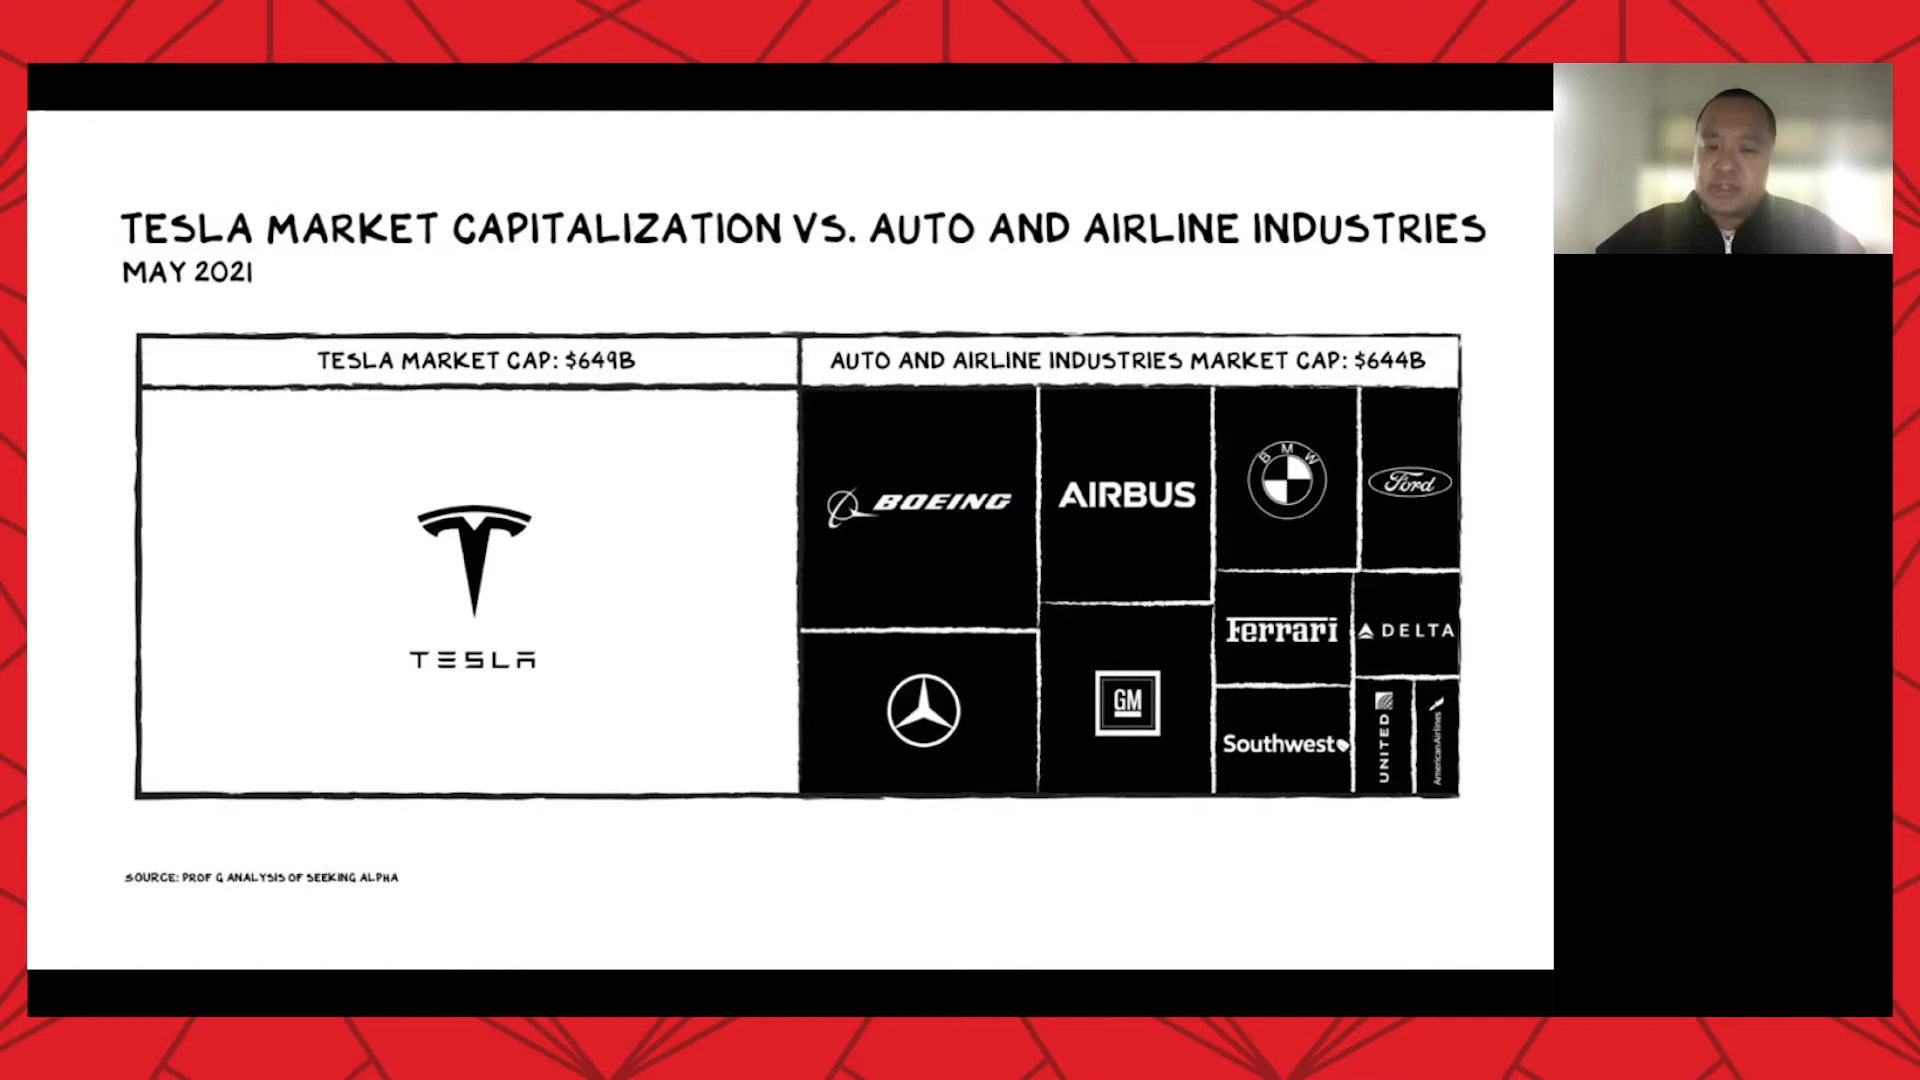 TESLA MARKET CAPITALIZATION VS. AUTO AND AIRLINE INDUSTRIES
MAY 2021
TESLA MARKET CAP: $649B
AUTO AND AIRLINE INDUSTRIES MARKET CAP: $644B
TESLA
BOEING
AIRBUS
BMW
Ford
GM
Ferrari
DELTA
Southwest
UNITED
AmericanAirlines
SOURCE: PROF G ANALYSIS OF SEEKING ALPHA